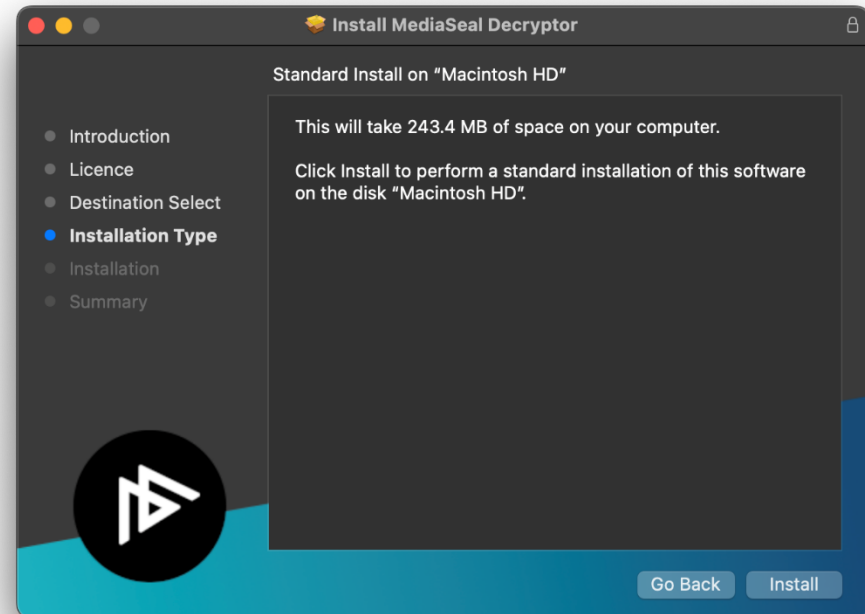 Install MediaSeal Decryptor
Standard Install on “Macintosh HD”
Introduction
Licence
Destination Select
Installation Type
Installation
Summary
This will take 243.4 MB of space on your computer.
Click Install to perform a standard installation of this software
on the disk “Macintosh HD”.
Go Back
Install